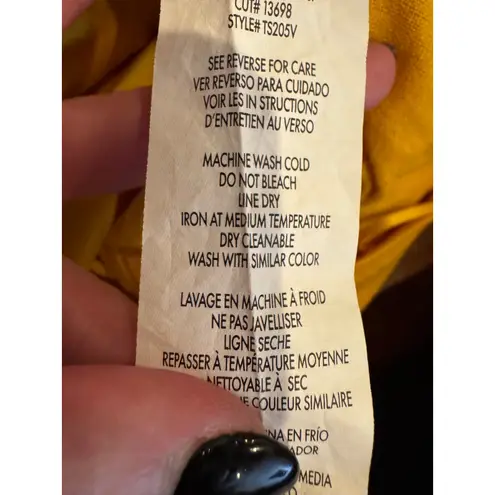 CUT# 13698
STYLE# TS205V
SEE REVERSE FOR CARE
VER REVERSO PARA CUIDADO
VOIR LES IN STRUCTIONS
D'ENTRETIEN AU VERSO
MACHINE WASH COLD
DO NOT BLEACH
LINE DRY
IRON AT MEDIUM TEMPERATURE
DRY CLEANABLE
WASH WITH SIMILAR COLOR
LAVAGE EN MACHINE À FROID
NE PAS JAVELLISER
LIGNE SECHE
REPASSER À TEMPÉRATURE MOYENNE
NETTOYABLE À SEC
COULEUR SIMILAIRE
EN FRÍO
MEDIA